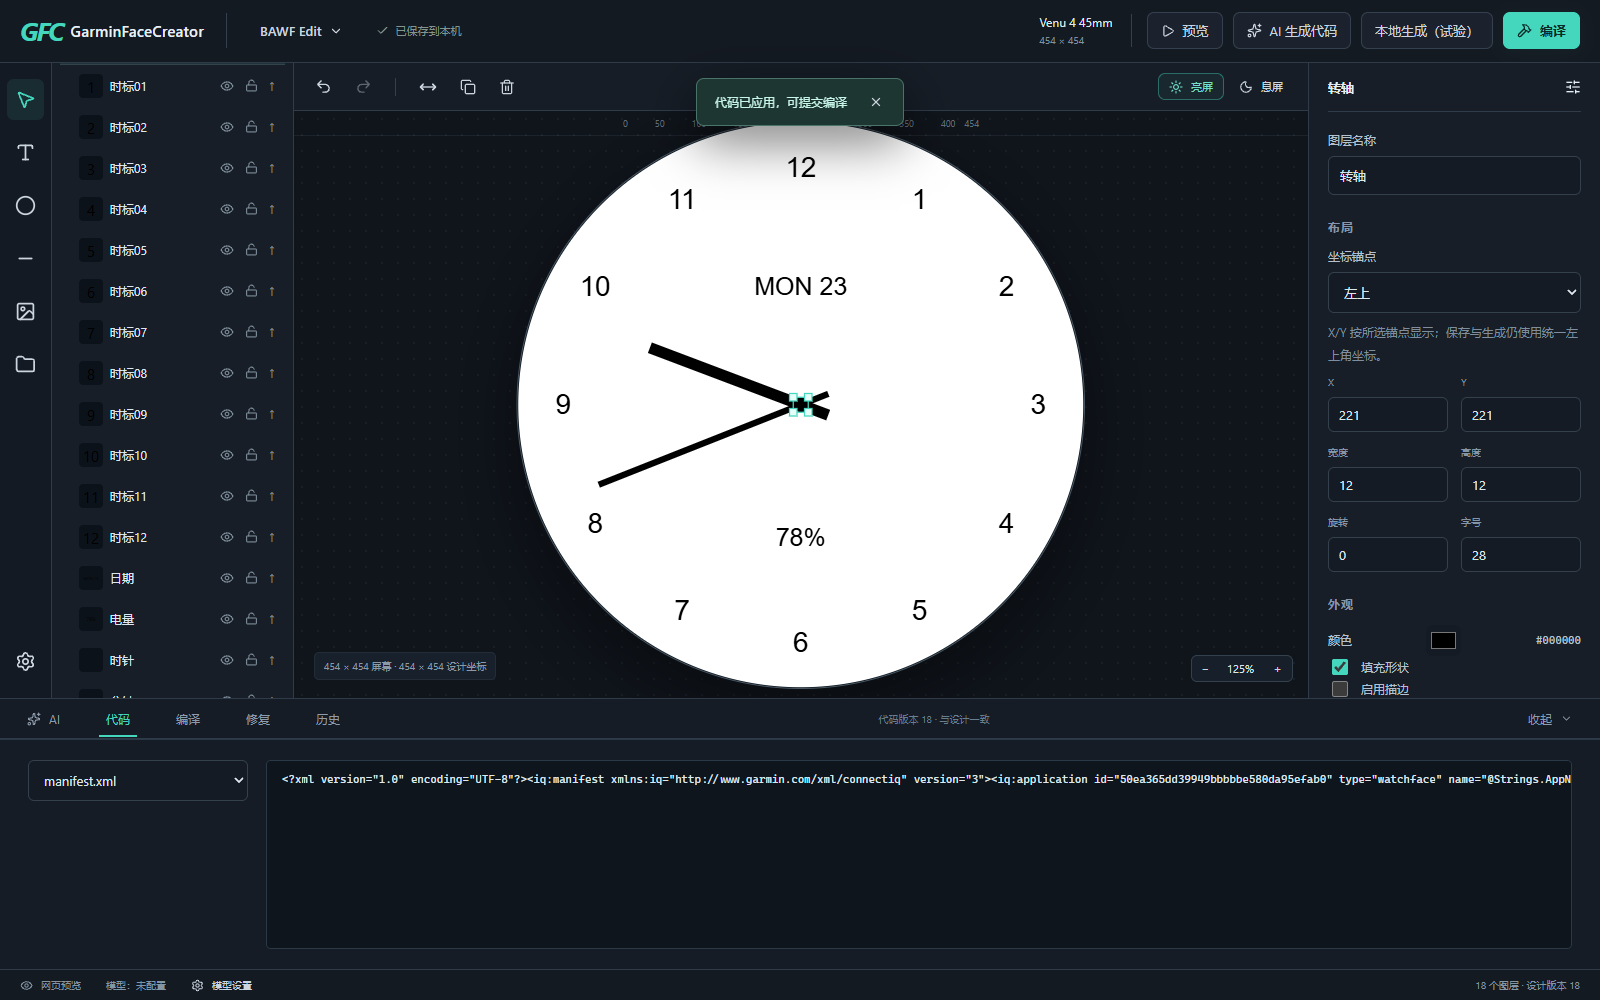 GFC GarminFaceCreator
BAWF Edit
已保存到本机
Venu 4 45mm
454 × 454
预览
AI 生成代码
本地生成（试验）
编译
1 时标01
2 时标02
3 时标03
4 时标04
5 时标05
6 时标06
7 时标07
8 时标08
9 时标09
10 时标10
11 时标11
12 时标12
日期
电量
时针
亮屏
息屏
代码已应用，可提交编译
0 50 400 454
12
11
1
10
MON 23
2
9
3
8
78%
4
7
5
6
454 × 454 屏幕 · 454 × 454 设计坐标
− 125% +
转轴
图层名称
转轴
布局
坐标锚点
左上
X/Y 按所选锚点显示；保存与生成仍使用统一左
上角坐标。
X Y
221 221
宽度 高度
12 12
旋转 字号
0 28
外观
颜色 #000000
填充形状
启用描边
AI
代码
编译
修复
历史
代码版本 18 · 与设计一致
收起
manifest.xml
<?xml version="1.0" encoding="UTF-8"?><iq:manifest xmlns:iq="http://www.garmin.com/xml/connectiq" version="3"><iq:application id="50ea365dd39949bbbbbe580da95efab0" type="watchface" name="@Strings.AppN
网页预览
模型：未配置
模型设置
18 个图层 · 设计版本 18